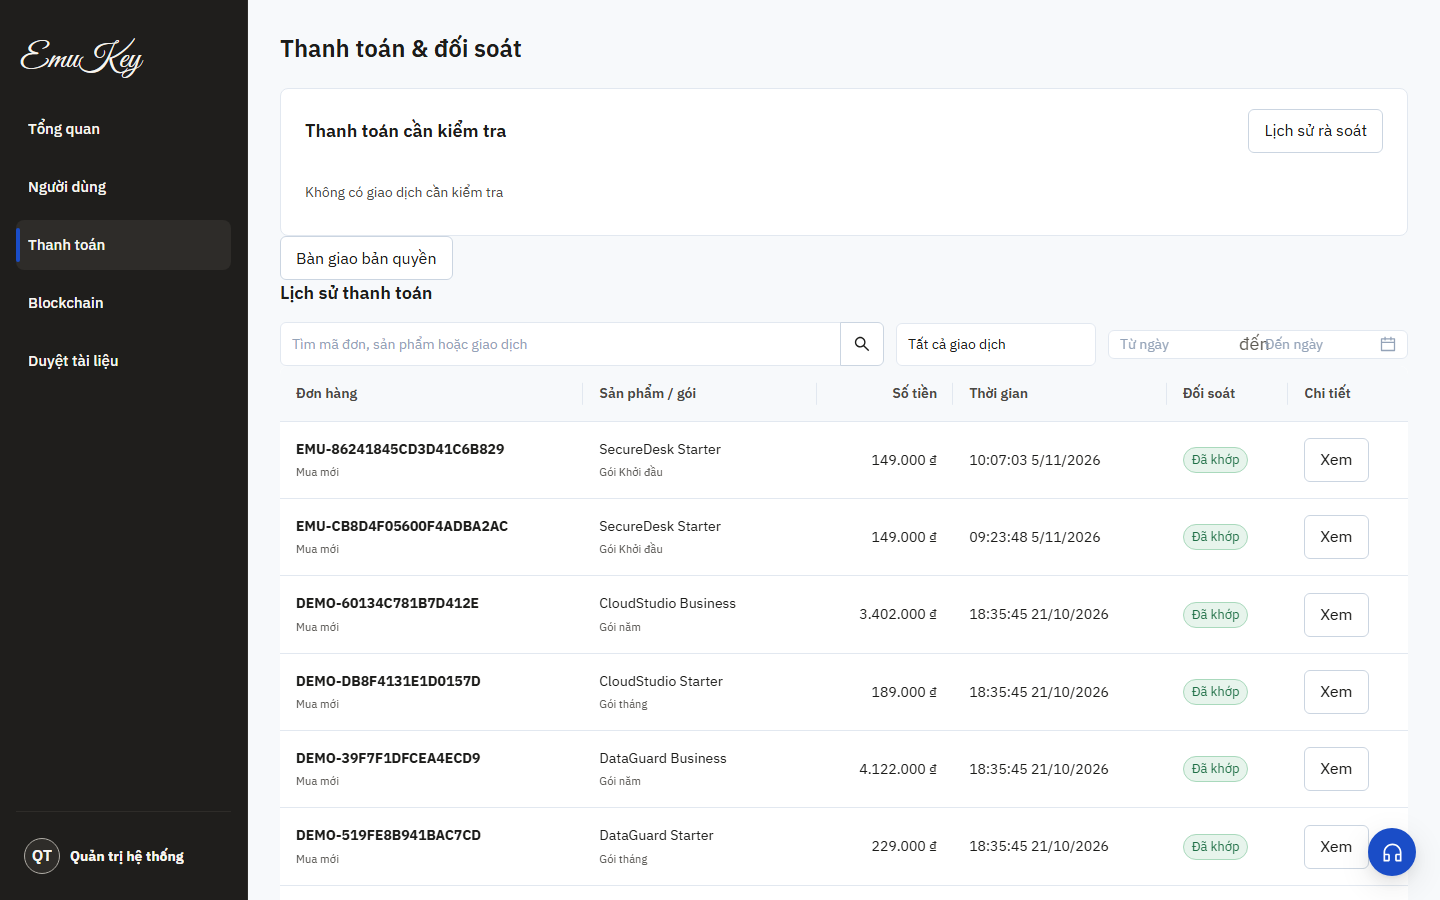 EmuKey
Tổng quan
Người dùng
Thanh toán
Blockchain
Duyệt tài liệu
QT
Quản trị hệ thống
Thanh toán & đối soát
Thanh toán cần kiểm tra
Lịch sử rà soát
Không có giao dịch cần kiểm tra
Bàn giao bản quyền
Lịch sử thanh toán
Tìm mã đơn, sản phẩm hoặc giao dịch
Tất cả giao dịch
Từ ngày đến Đến ngày
Đơn hàng Sản phẩm / gói Số tiền Thời gian Đối soát Chi tiết
EMU-86241845CD3D41C6B829 SecureDesk Starter 149.000 ₫ 10:07:03 5/11/2026 Đã khớp Xem
Mua mới Gói Khởi đầu
EMU-CB8D4F05600F4ADBA2AC SecureDesk Starter 149.000 ₫ 09:23:48 5/11/2026 Đã khớp Xem
Mua mới Gói Khởi đầu
DEMO-60134C781B7D412E CloudStudio Business 3.402.000 ₫ 18:35:45 21/10/2026 Đã khớp Xem
Mua mới Gói năm
DEMO-DB8F4131E1D0157D CloudStudio Starter 189.000 ₫ 18:35:45 21/10/2026 Đã khớp Xem
Mua mới Gói tháng
DEMO-39F7F1DFCEA4ECD9 DataGuard Business 4.122.000 ₫ 18:35:45 21/10/2026 Đã khớp Xem
Mua mới Gói năm
DEMO-519FE8B941BAC7CD DataGuard Starter 229.000 ₫ 18:35:45 21/10/2026 Đã khớp Xem
Mua mới Gói tháng